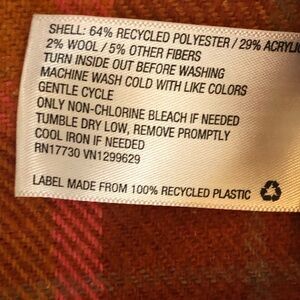 SHELL: 64% RECYCLED POLYESTER / 29% ACRYLIC
2% WOOL / 5% OTHER FIBERS
TURN INSIDE OUT BEFORE WASHING
MACHINE WASH COLD WITH LIKE COLORS
GENTLE CYCLE
ONLY NON-CHLORINE BLEACH IF NEEDED
TUMBLE DRY LOW, REMOVE PROMPTLY
COOL IRON IF NEEDED
RN17730 VN1299629
LABEL MADE FROM 100% RECYCLED PLASTIC